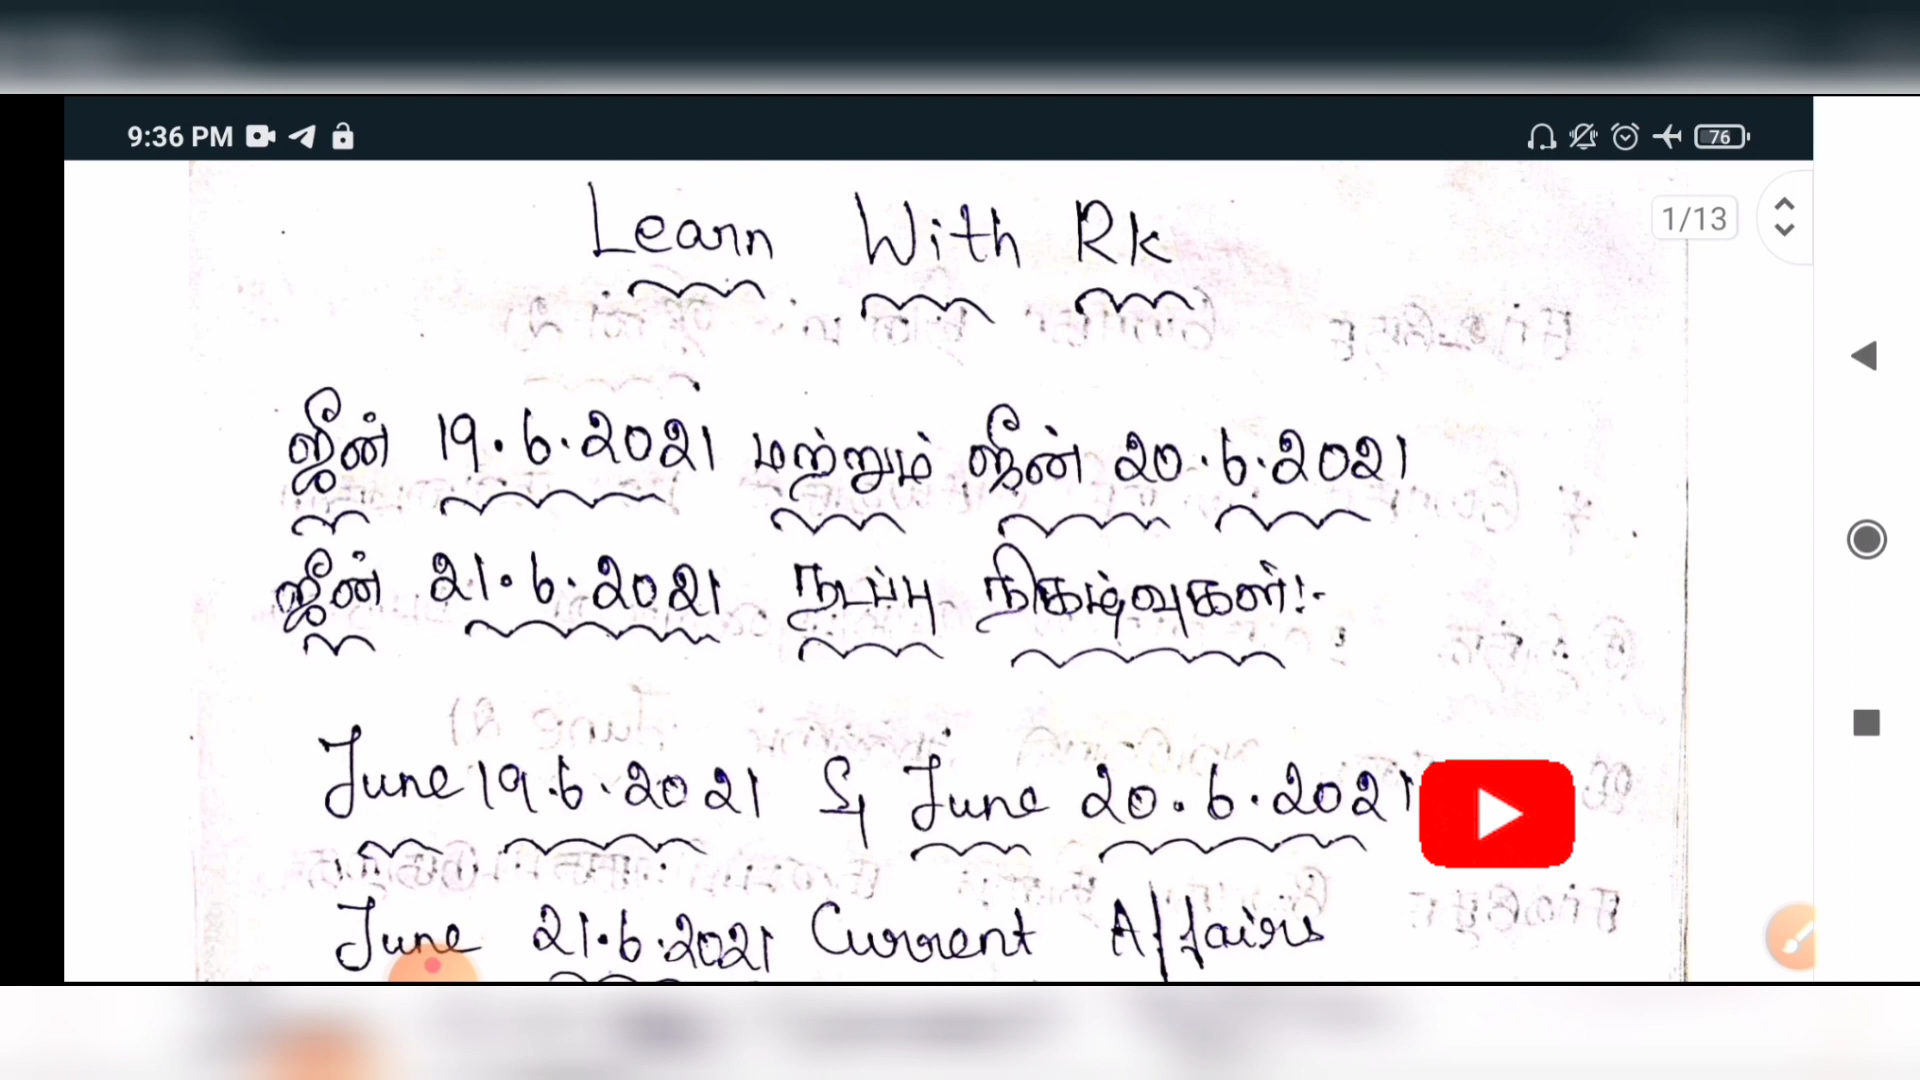 9:36 PM
76
1/13
Learn With Rk
ஜீன் 19.6.2021 மற்றும் ஜீன் 20.6.2021
ஜீன் 21.6.2021 நடப்பு நிகழ்வுகள்:-
June 19.6.2021 & June 20.6.2021
June 21.6.2021 Current Affairs